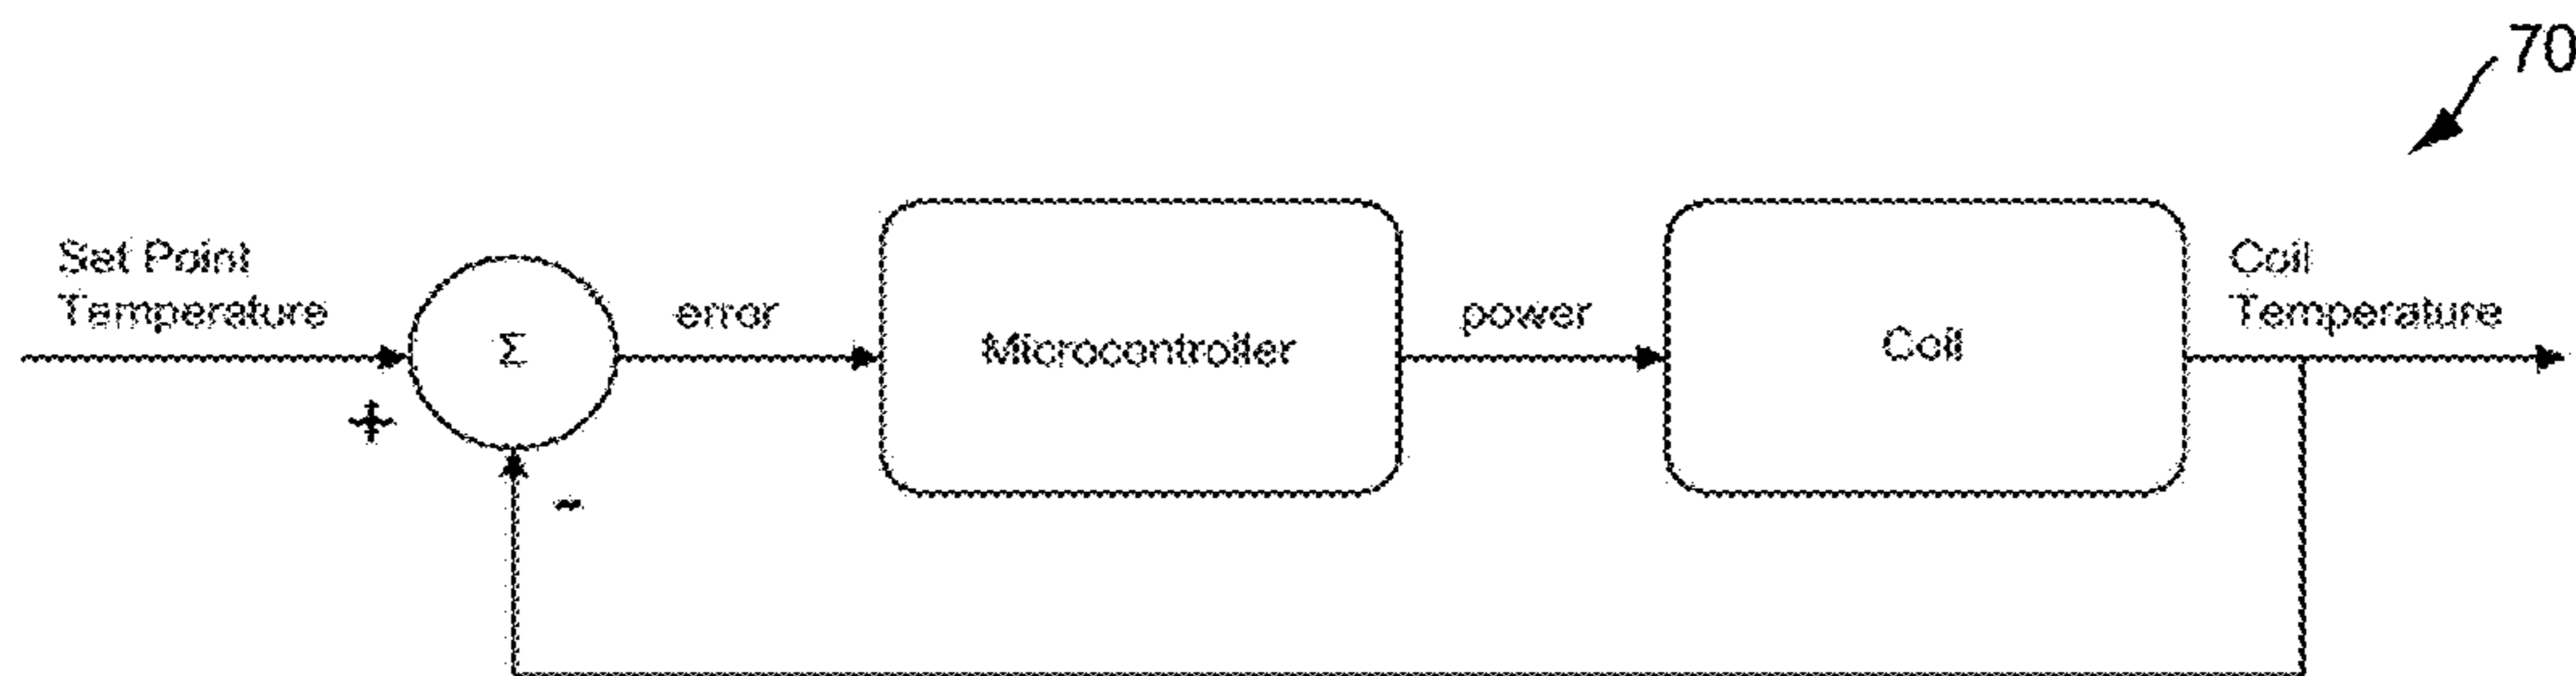 70
Set Point
Temperature
+
Σ
-
error
Microcontroller
power
Coil
Coil
Temperature